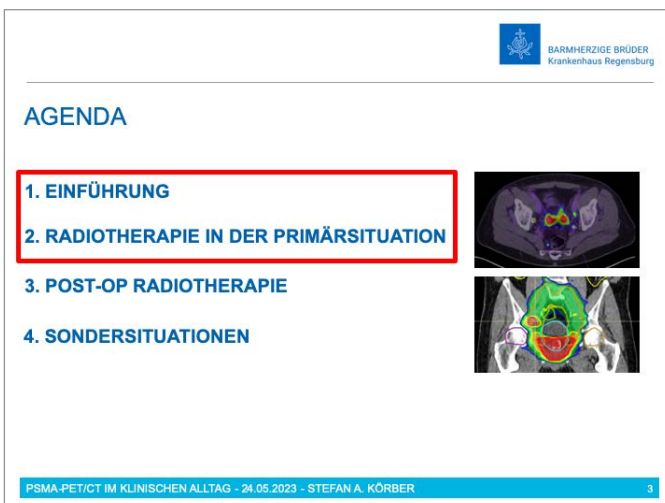 BARMHERZIGE BRÜDER
Krankenhaus Regensburg
AGENDA
1. EINFÜHRUNG
2. RADIOTHERAPIE IN DER PRIMÄRSITUATION
3. POST-OP RADIOTHERAPIE
4. SONDERSITUATIONEN
PSMA-PET/CT IM KLINISCHEN ALLTAG - 24.05.2023 - STEFAN A. KÖRBER 3